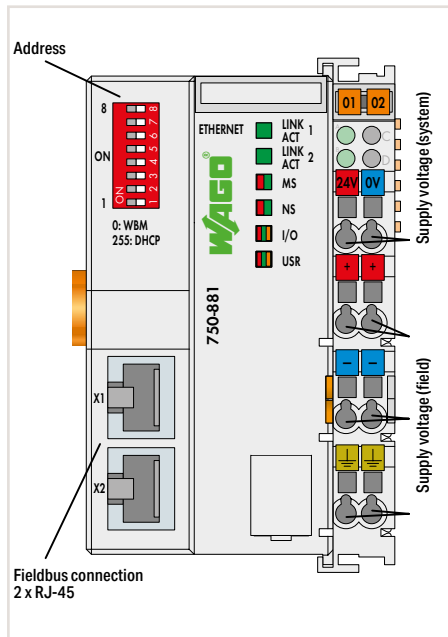 Address
8
ON
1
ON
1 2 3 4 5 6 7 8
0: WBM
255: DHCP
ETHERNET
LINK 1
ACT
LINK 2
ACT
MS
NS
I/O
USR
WAGO®
750-881
X1
X2
01 02
C
D
24V 0V
+ +
− −
Supply voltage (system)
Supply voltage (field)
Fieldbus connection
2 x RJ-45